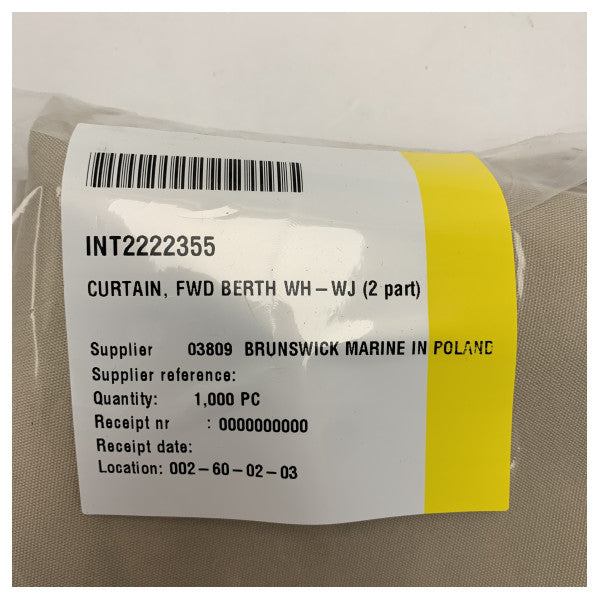 INT2222355
CURTAIN, FWD BERTH WH-WJ (2 part)
Supplier 03809 BRUNSWICK MARINE IN POLAND
Supplier reference:
Quantity: 1,000 PC
Receipt nr : 0000000000
Receipt date:
Location: 002-60-02-03